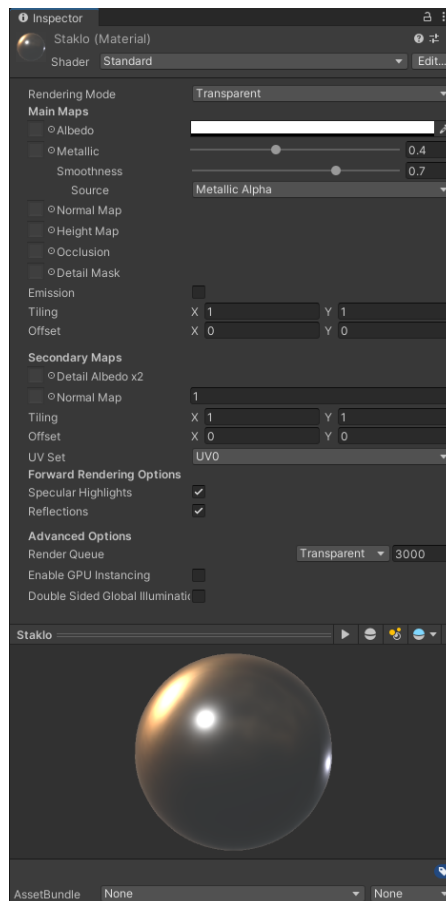 Inspector
Staklo (Material)
Shader Standard Edit...
Rendering Mode Transparent
Main Maps
Albedo
Metallic 0.4
Smoothness 0.7
Source Metallic Alpha
Normal Map
Height Map
Occlusion
Detail Mask
Emission
Tiling X 1 Y 1
Offset X 0 Y 0
Secondary Maps
Detail Albedo x2
Normal Map 1
Tiling X 1 Y 1
Offset X 0 Y 0
UV Set UV0
Forward Rendering Options
Specular Highlights
Reflections
Advanced Options
Render Queue Transparent 3000
Enable GPU Instancing
Double Sided Global Illuminatic
Staklo
AssetBundle None None